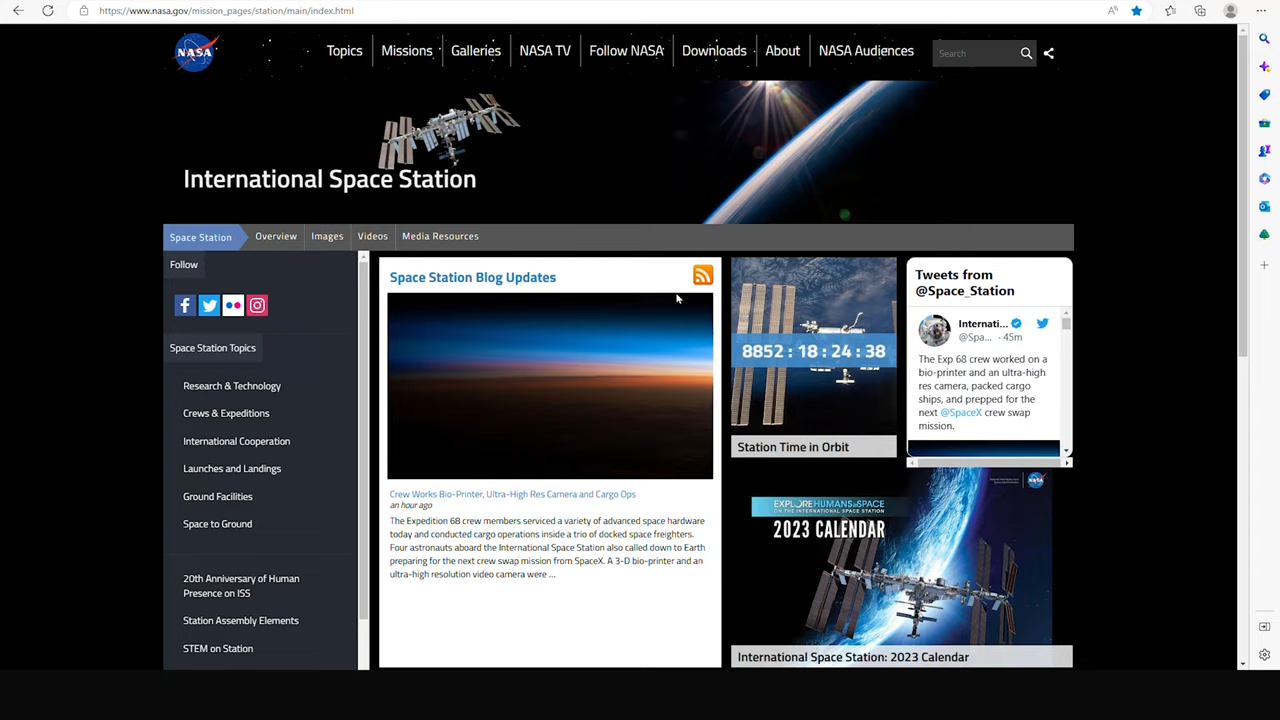 https://www.nasa.gov/mission_pages/station/main/index.html
NASA
Topics
Missions
Galleries
NASA TV
Follow NASA
Downloads
About
NASA Audiences
Search
International Space Station
Space Station
Overview
Images
Videos
Media Resources
Follow
Space Station Topics
Research & Technology
Crews & Expeditions
International Cooperation
Launches and Landings
Ground Facilities
Space to Ground
20th Anniversary of Human
Presence on ISS
Station Assembly Elements
STEM on Station
Space Station Blog Updates
Crew Works Bio-Printer, Ultra-High Res Camera and Cargo Ops
an hour ago
The Expedition 68 crew members serviced a variety of advanced space hardware
today and conducted cargo operations inside a trio of docked space freighters.
Four astronauts aboard the International Space Station also called down to Earth
preparing for the next crew swap mission from SpaceX. A 3-D bio-printer and an
ultra-high resolution video camera were ...
8852 : 18 : 24 : 38
Station Time in Orbit
Tweets from
@Space_Station
Internati...
@Spa... · 45m
The Exp 68 crew worked on a
bio-printer and an ultra-high
res camera, packed cargo
ships, and prepped for the
next @SpaceX crew swap
mission.
EXPLORE HUMANS IN SPACE
ON THE INTERNATIONAL SPACE STATION
2023 CALENDAR
International Space Station: 2023 Calendar